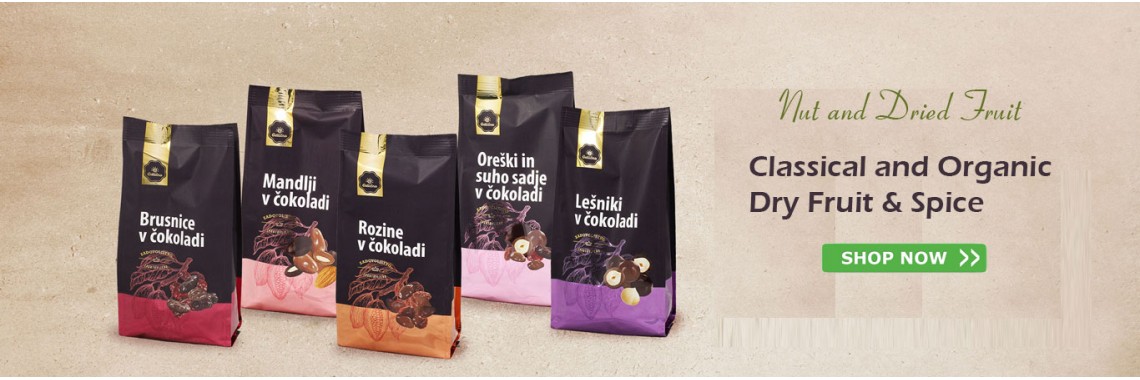 Brusnice
v čokoladi
Mandlji
v čokoladi
Rozine
v čokoladi
Oreški in
suho sadje
v čokoladi
Lešniki
v čokoladi
Nut and Dried Fruit
Classical and Organic
Dry Fruit & Spice
SHOP NOW